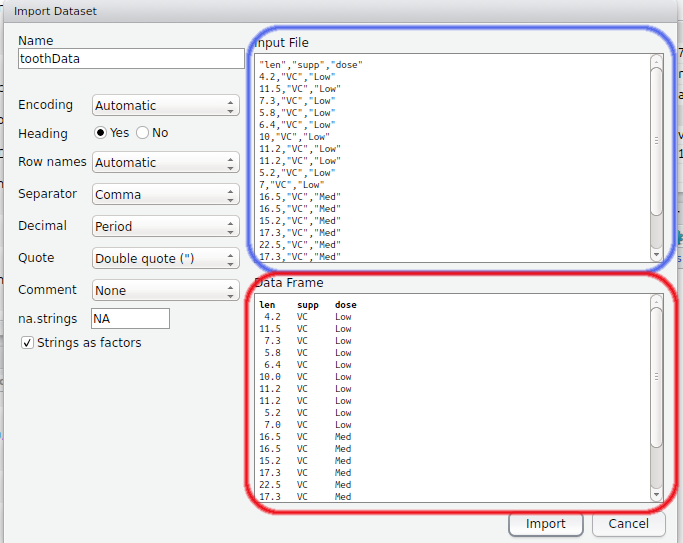 Import Dataset
Name
toothData
Encoding Automatic
Heading Yes No
Row names Automatic
Separator Comma
Decimal Period
Quote Double quote (")
Comment None
na.strings NA
Strings as factors
Input File
"len","supp","dose"
4.2,"VC","Low"
11.5,"VC","Low"
7.3,"VC","Low"
5.8,"VC","Low"
6.4,"VC","Low"
10,"VC","Low"
11.2,"VC","Low"
11.2,"VC","Low"
5.2,"VC","Low"
7,"VC","Low"
16.5,"VC","Med"
16.5,"VC","Med"
15.2,"VC","Med"
17.3,"VC","Med"
22.5,"VC","Med"
17.3,"VC","Med"
Data Frame
len supp dose
4.2 VC Low
11.5 VC Low
7.3 VC Low
5.8 VC Low
6.4 VC Low
10.0 VC Low
11.2 VC Low
11.2 VC Low
5.2 VC Low
7.0 VC Low
16.5 VC Med
16.5 VC Med
15.2 VC Med
17.3 VC Med
22.5 VC Med
17.3 VC Med
Import Cancel